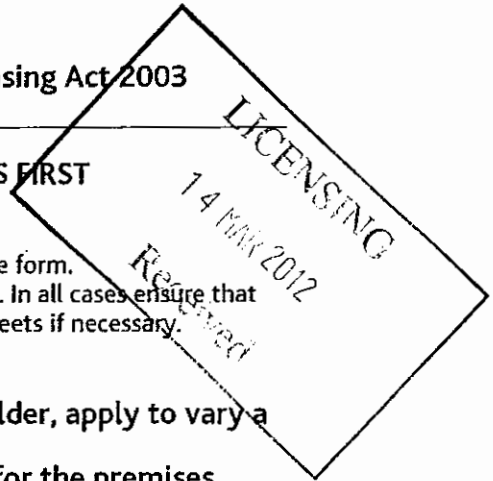 sing Act 2003
S FIRST
LICENSING
14 MAR 2012
Received
e form.
. In all cases ensure that
eets if necessary.
lder, apply to vary a
for the premises